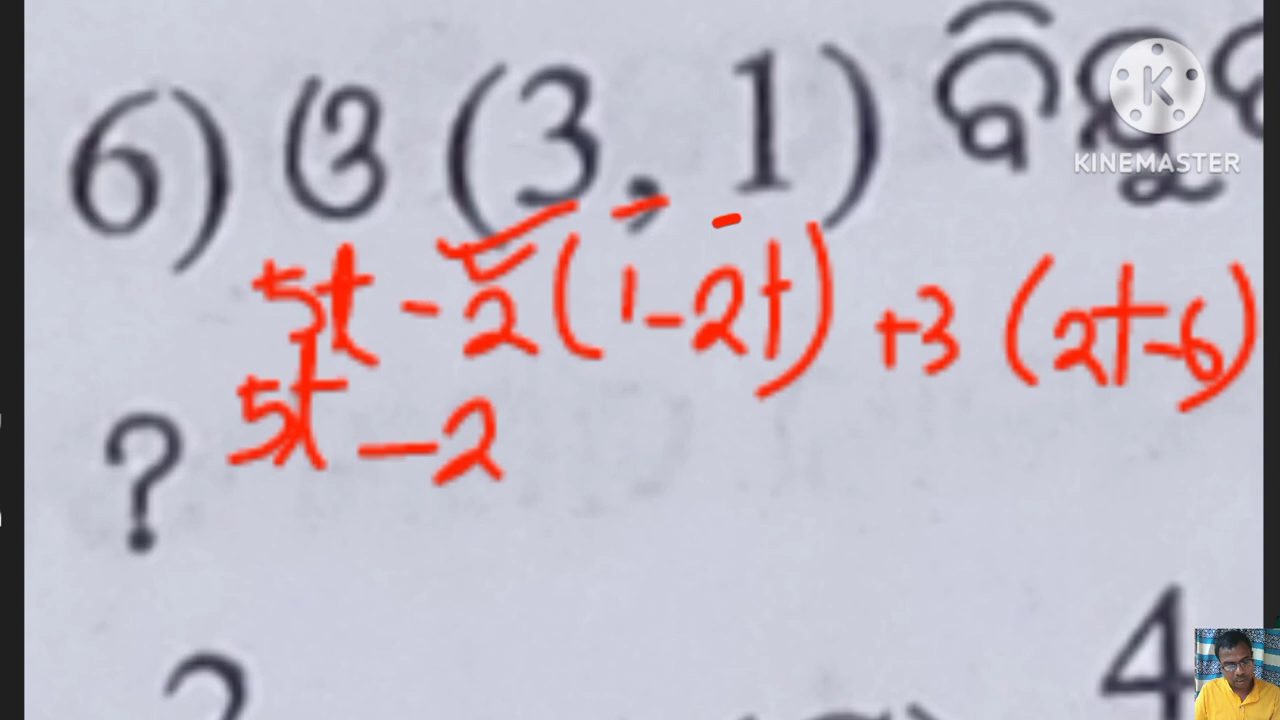 6) ଓ (3, 1) ବିନ୍ଦୁ
KINEMASTER
5t - 2 (1-2t) + 3 (2t-6)
5t - 2
?
4